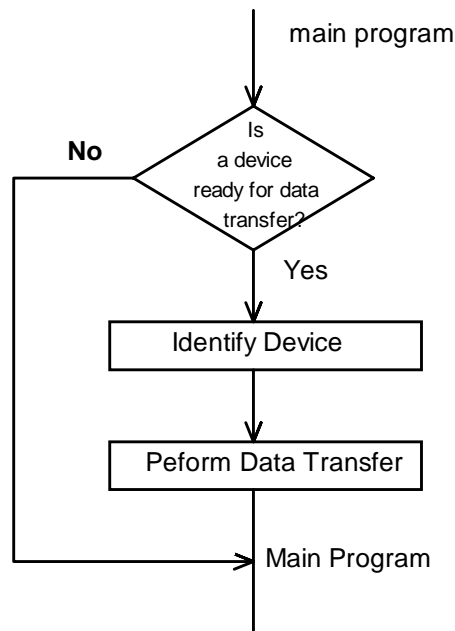 main program
Is
a device
ready for data
transfer?
No
Yes
Identify Device
Peform Data Transfer
Main Program